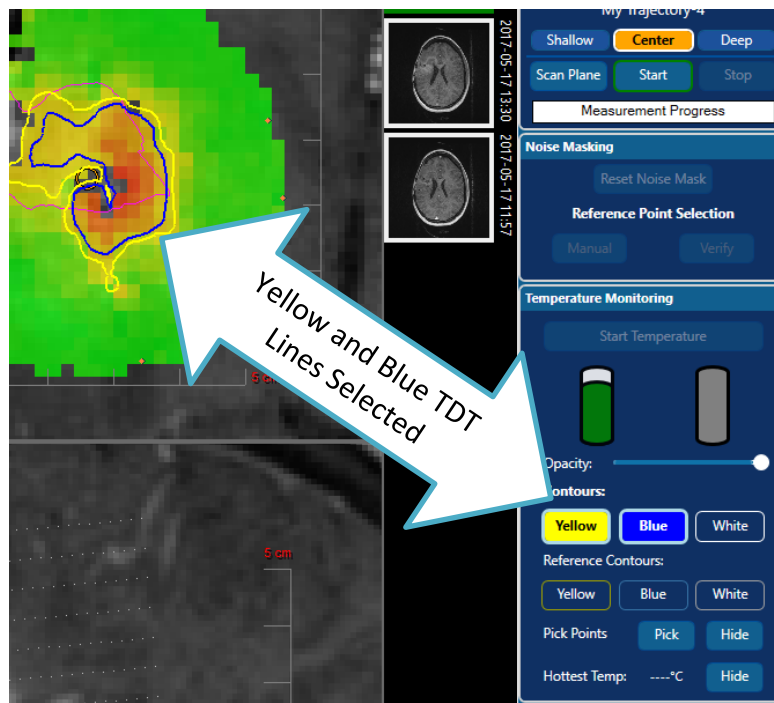 My Trajectory-4
Shallow
Center
Deep
Scan Plane
Start
Stop
Measurement Progress
2017-05-17 13:30
2017-05-17 11:57
Noise Masking
Reset Noise Mask
Reference Point Selection
Manual
Verify
Temperature Monitoring
Start Temperature
Yellow and Blue TDT
Lines Selected
5 c
Opacity:
ontours:
Yellow
Blue
White
Reference Contours:
Yellow
Blue
White
Pick Points
Pick
Hide
Hottest Temp:
----°C
Hide
5 cm